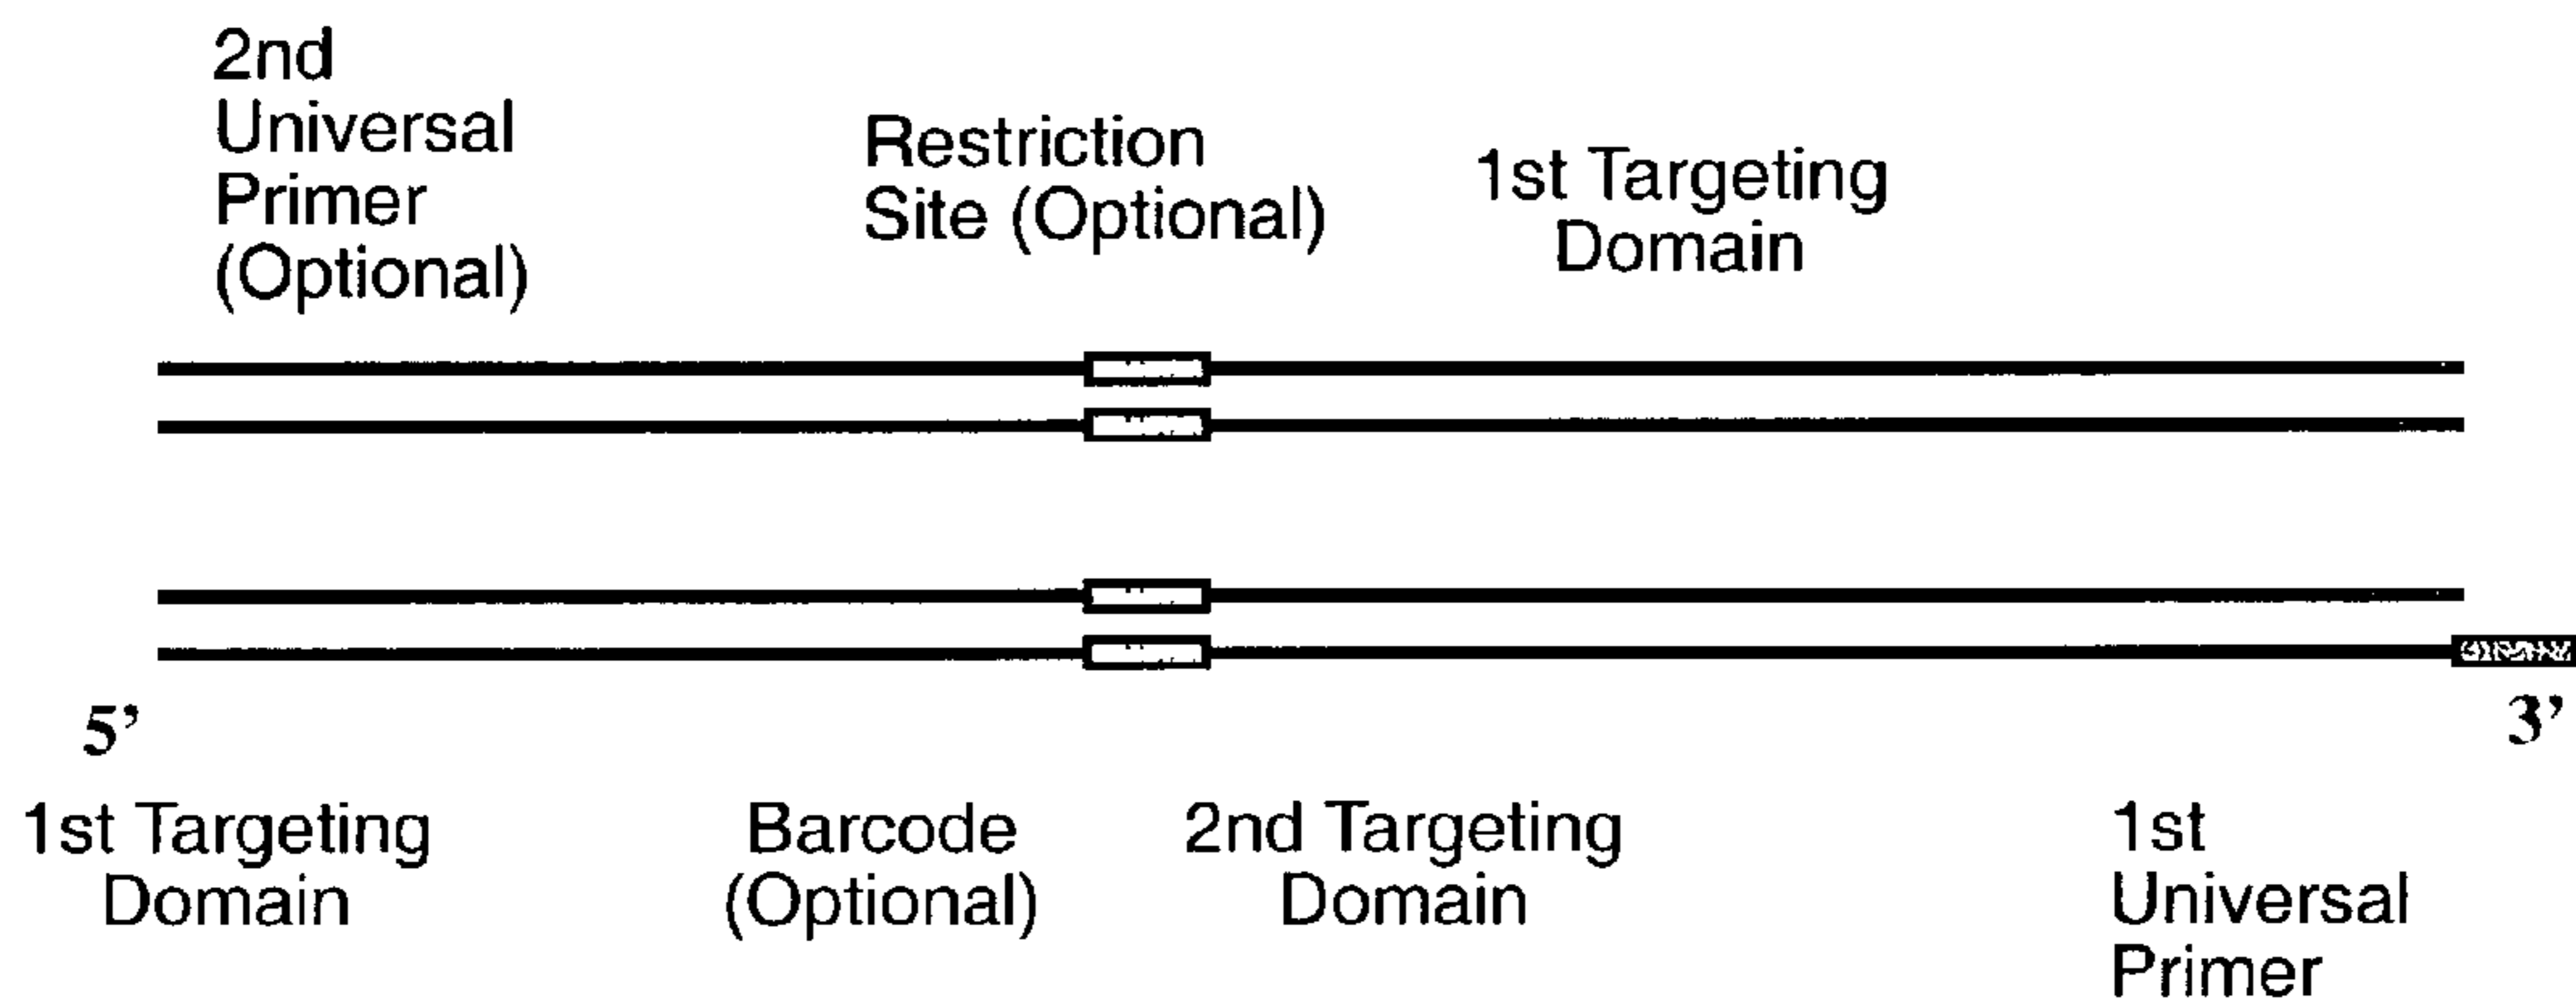 2nd
Universal
Primer
(Optional)
Restriction
Site (Optional)
1st Targeting
Domain
5’
3’
1st Targeting
Domain
Barcode
(Optional)
2nd Targeting
Domain
1st
Universal
Primer